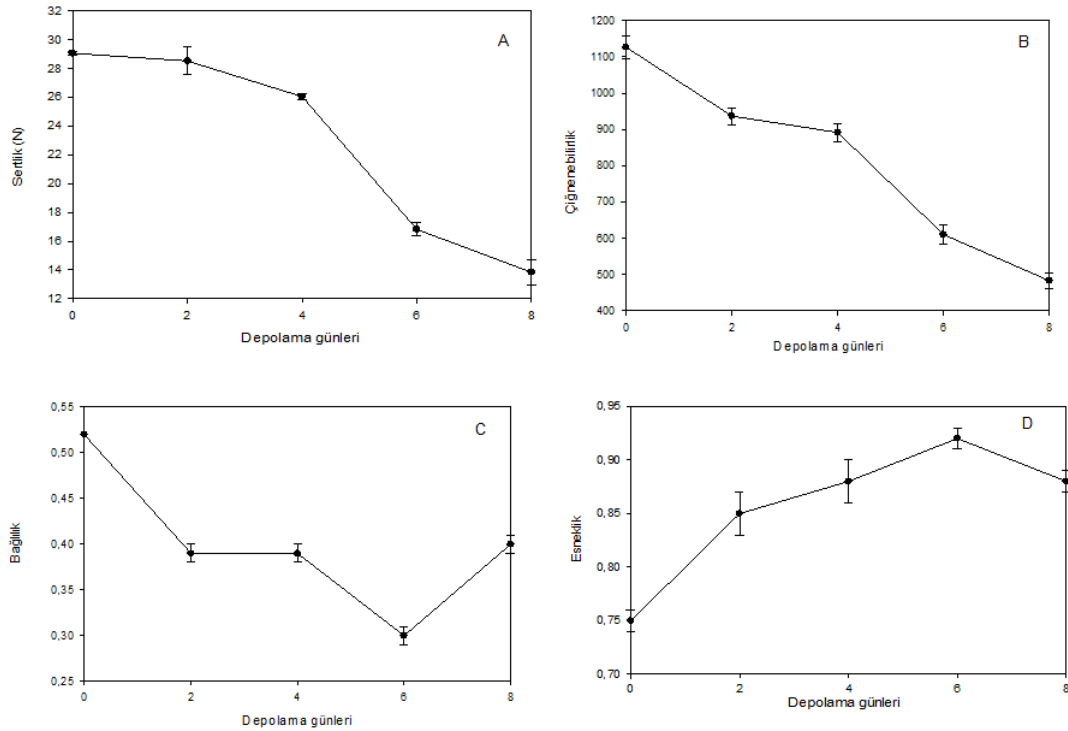 A
Sertlik (N)
32
30
28
26
24
22
20
18
16
14
12
0 2 4 6 8
Depolama günleri
B
Çiğnenebilirlik
1200
1100
1000
900
800
700
600
500
400
0 2 4 6 8
Depolama günleri
C
Bağlılık
0,55
0,50
0,45
0,40
0,35
0,30
0,25
0 2 4 6 8
Depolama günleri
D
Esneklik
0,95
0,90
0,85
0,80
0,75
0,70
0 2 4 6 8
Depolama günleri